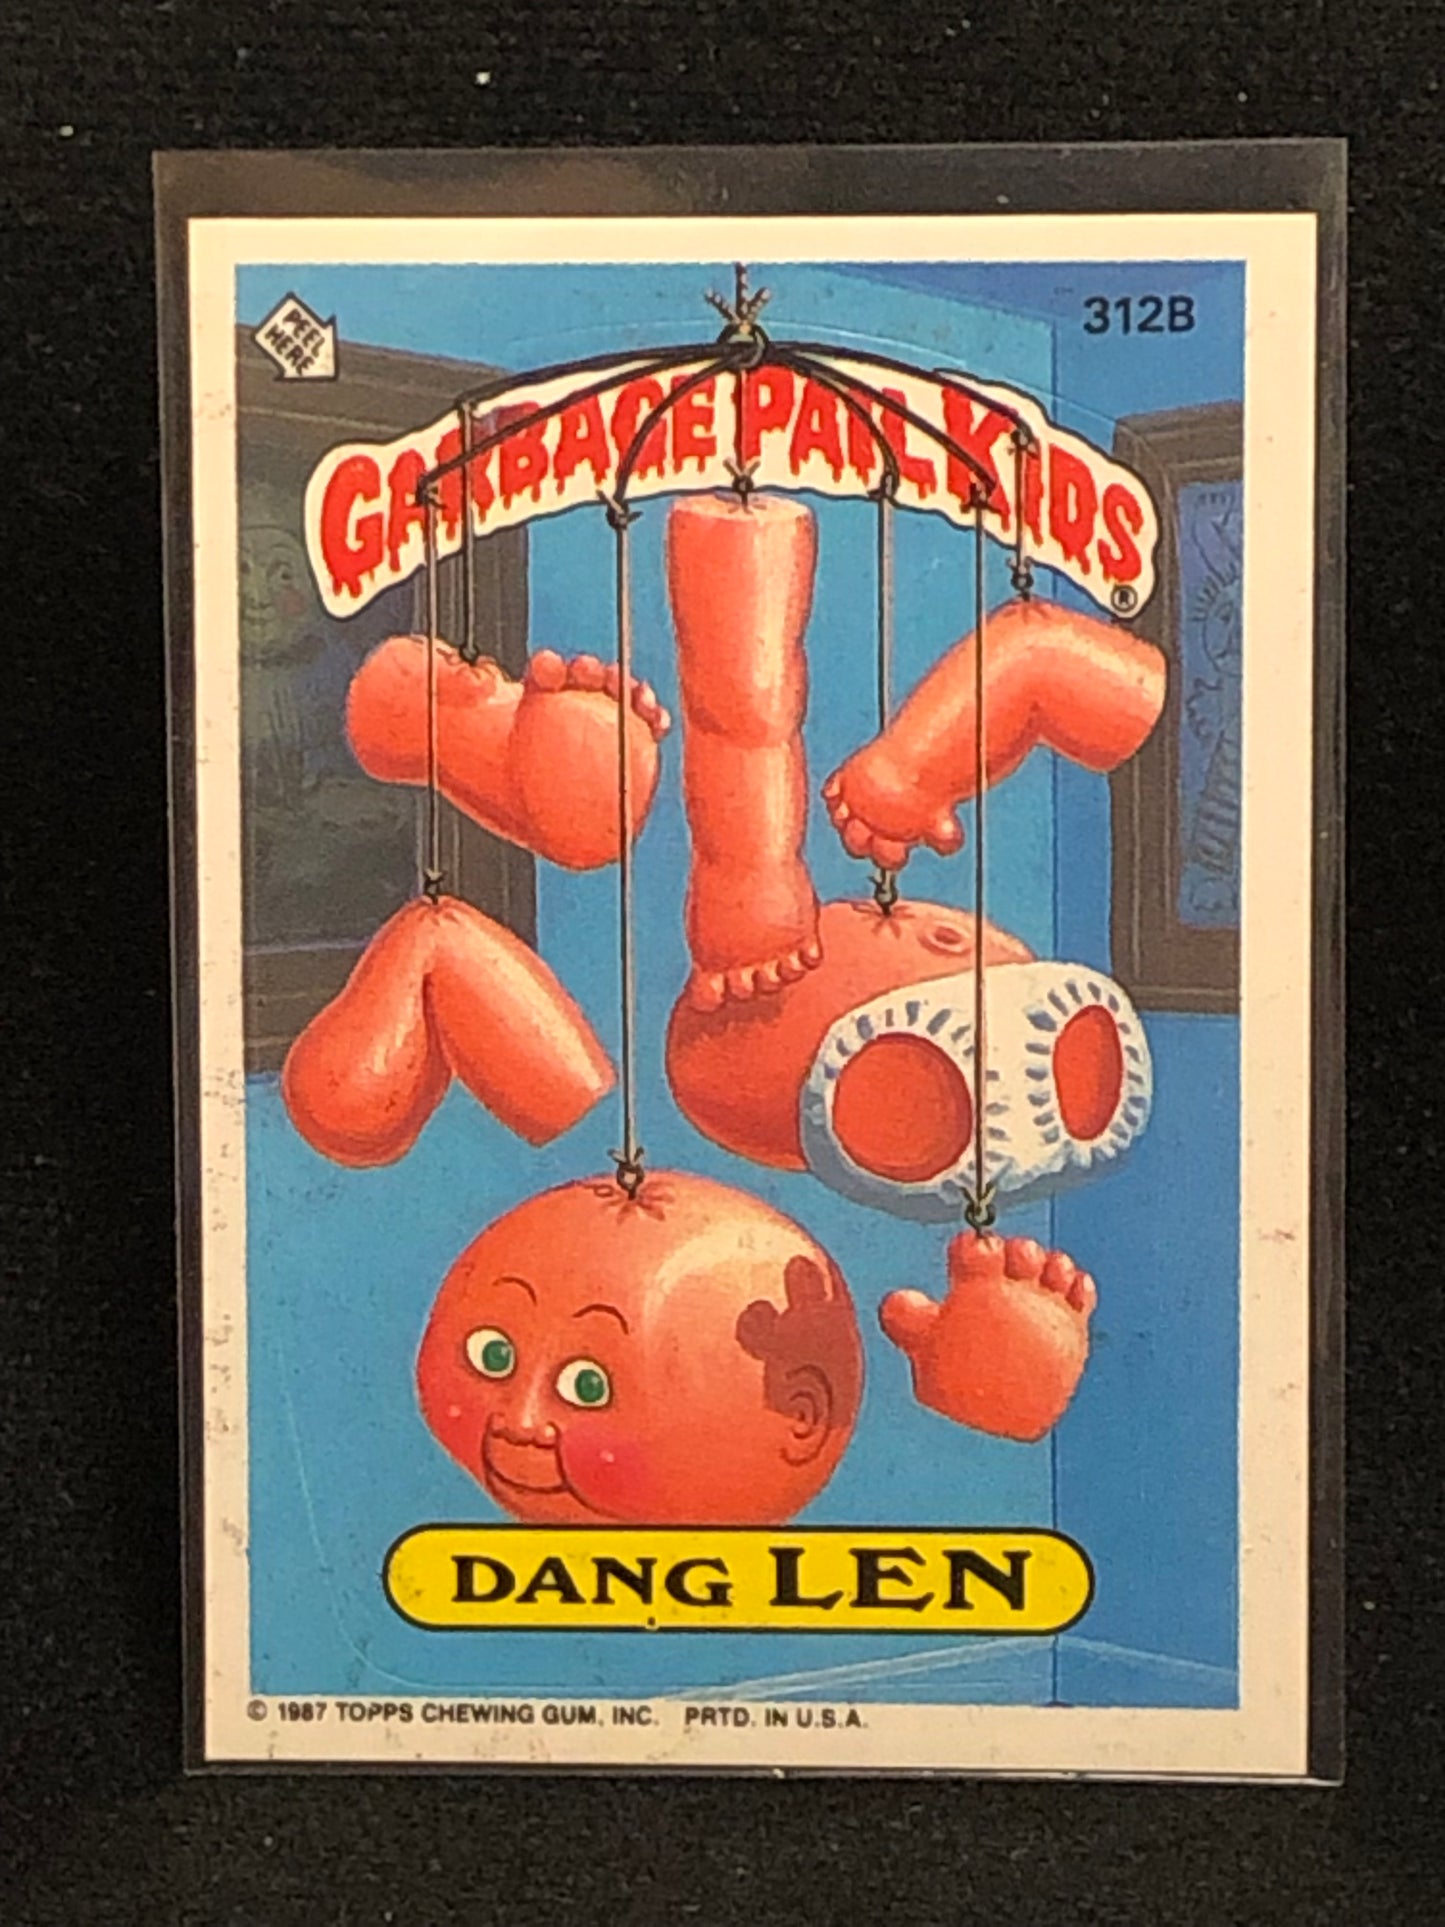 PEEL
HERE
312B
GARBAGE PAIL KIDS
®
DANG LEN
© 1987 TOPPS CHEWING GUM, INC. PRTD. IN U.S.A.